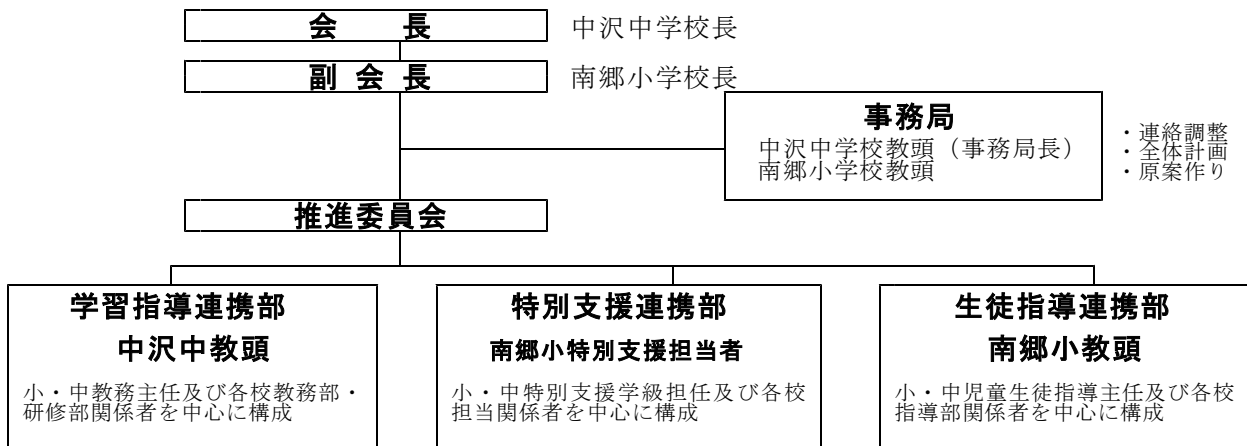 会　長　中沢中学校長
副 会 長　南郷小学校長
事務局
中沢中学校教頭（事務局長）
南郷小学校教頭
・連絡調整
・全体計画
・原案作り
推進委員会
学習指導連携部
中沢中教頭
小・中教務主任及び各校教務部・
研修部関係者を中心に構成
特別支援連携部
南郷小特別支援担当者
小・中特別支援学級担任及び各校
担当関係者を中心に構成
生徒指導連携部
南郷小教頭
小・中児童生徒指導主任及び各校
指導部関係者を中心に構成